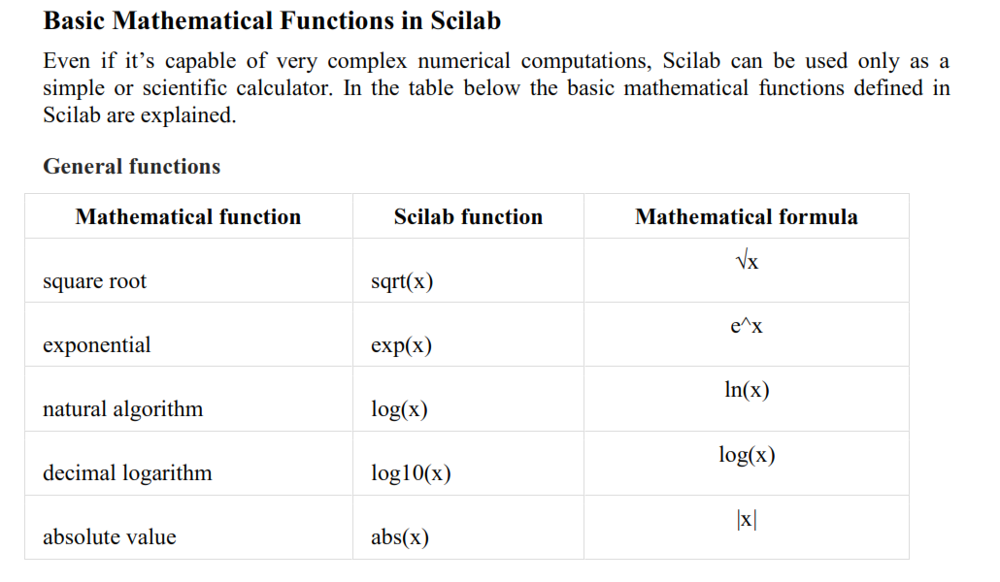 Basic Mathematical Functions in Scilab
Even if it’s capable of very complex numerical computations, Scilab can be used only as a
simple or scientific calculator. In the table below the basic mathematical functions defined in
Scilab are explained.
General functions
Mathematical function Scilab function Mathematical formula
square root sqrt(x) √x
exponential exp(x) e^x
natural algorithm log(x) ln(x)
decimal logarithm log10(x) log(x)
absolute value abs(x) |x|